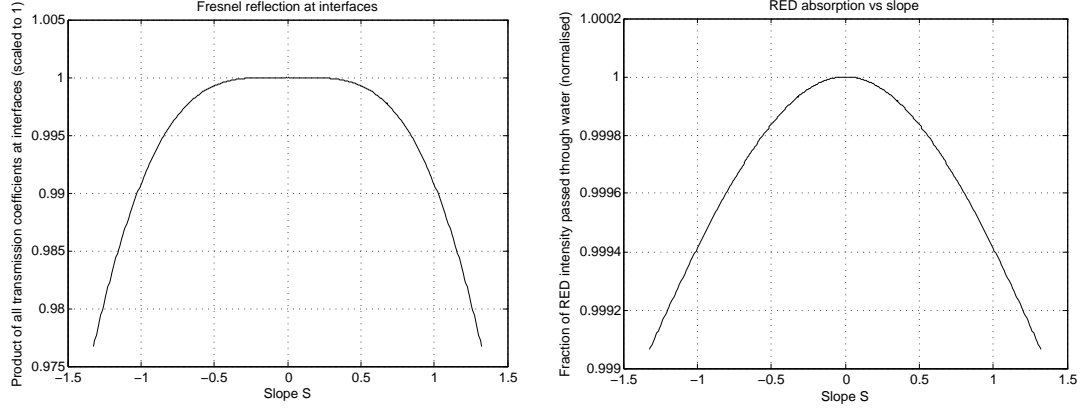 Fresnel reflection at interfaces
Product of all transmission coefficients at interfaces (scaled to 1)
1.005
1
0.995
0.99
0.985
0.98
0.975
−1.5 −1 −0.5 0 0.5 1 1.5
Slope S
RED absorption vs slope
Fraction of RED intensity passed through water (normalised)
1.0002
1
0.9998
0.9996
0.9994
0.9992
0.999
−1.5 −1 −0.5 0 0.5 1 1.5
Slope S